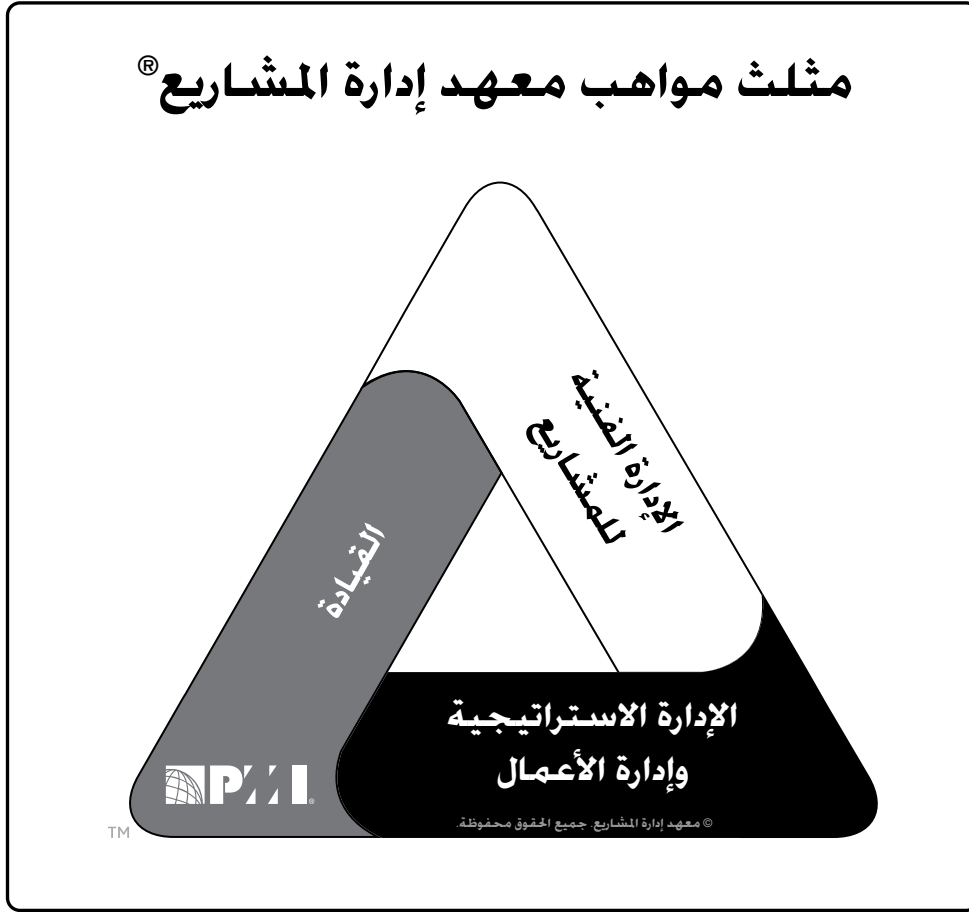 مثلث مواهب معهد إدارة المشاريع®
الإدارة الفنية
للمشاريع
القيادة
الإدارة الاستراتيجية
وإدارة الأعمال
PMI®
© معهد إدارة المشاريع. جميع الحقوق محفوظة.
TM